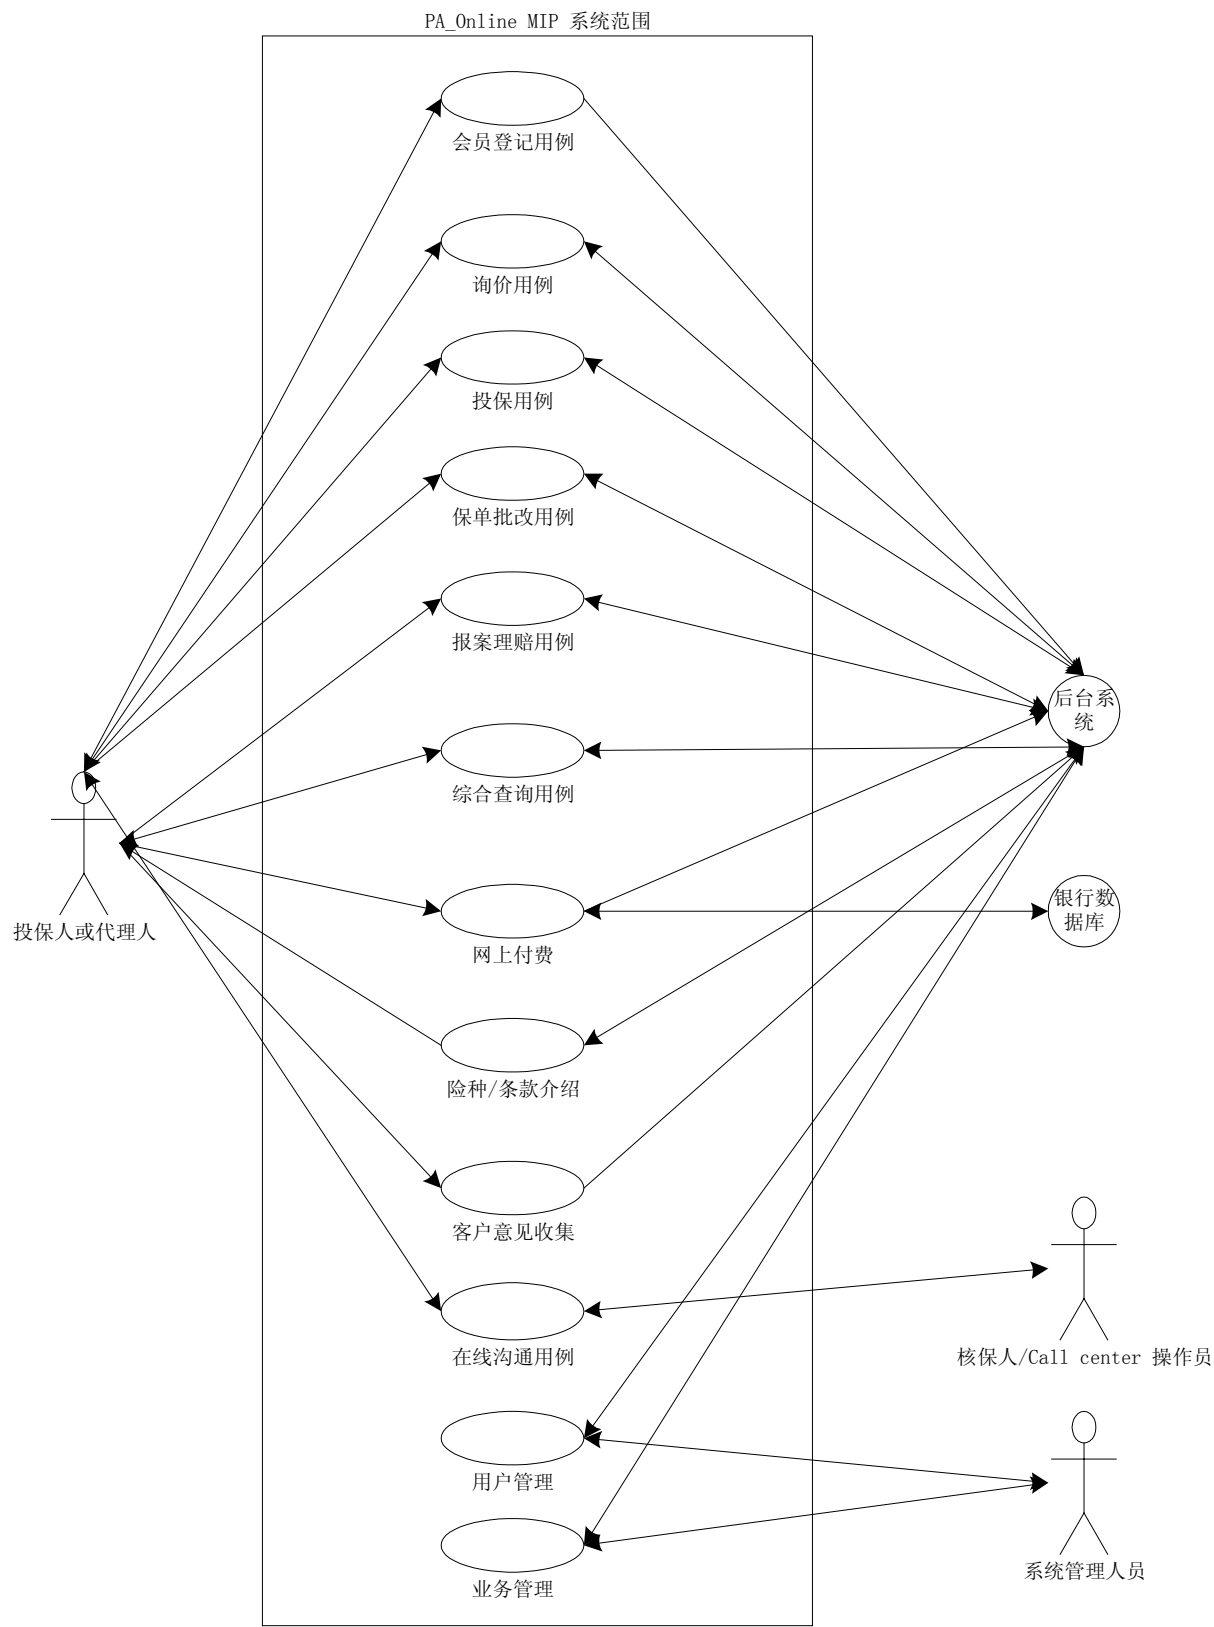 PA_Online MIP 系统范围
会员登记用例
询价用例
投保用例
保单批改用例
报案理赔用例
后台系
统
综合查询用例
银行数
据库
投保人或代理人
网上付费
险种/条款介绍
客户意见收集
在线沟通用例
核保人/Call center 操作员
用户管理
系统管理人员
业务管理